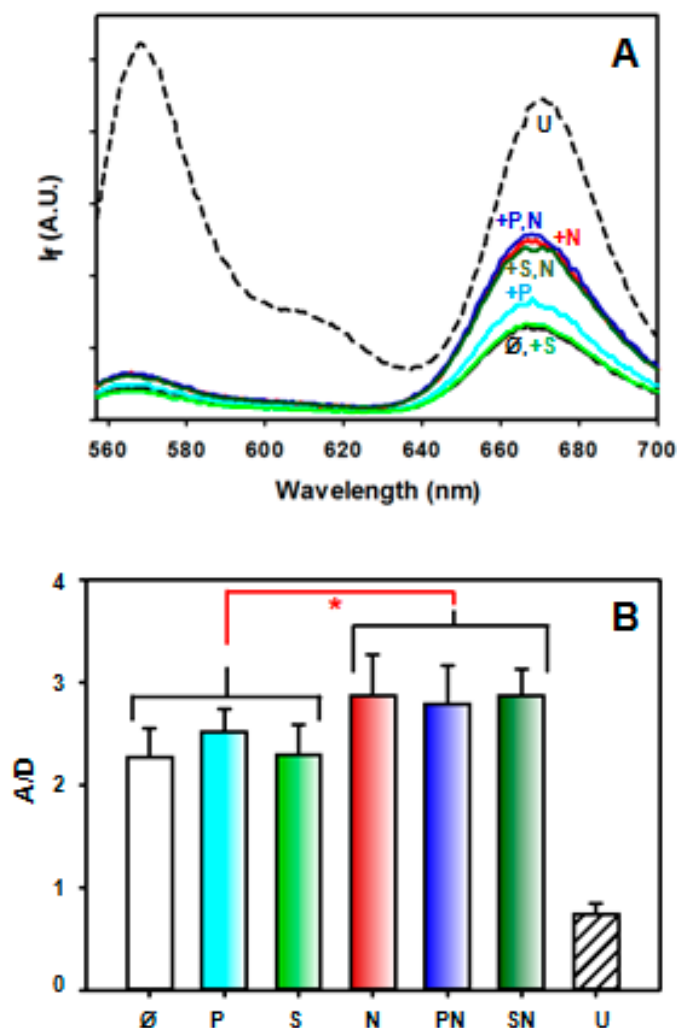 A
U
+P,N
+N
+S,N
+P
Ø,+S
If (A.U.)
560 580 600 620 640 660 680 700
Wavelength (nm)
B
*
4
3
2
1
0
A/D
Ø P S N PN SN U